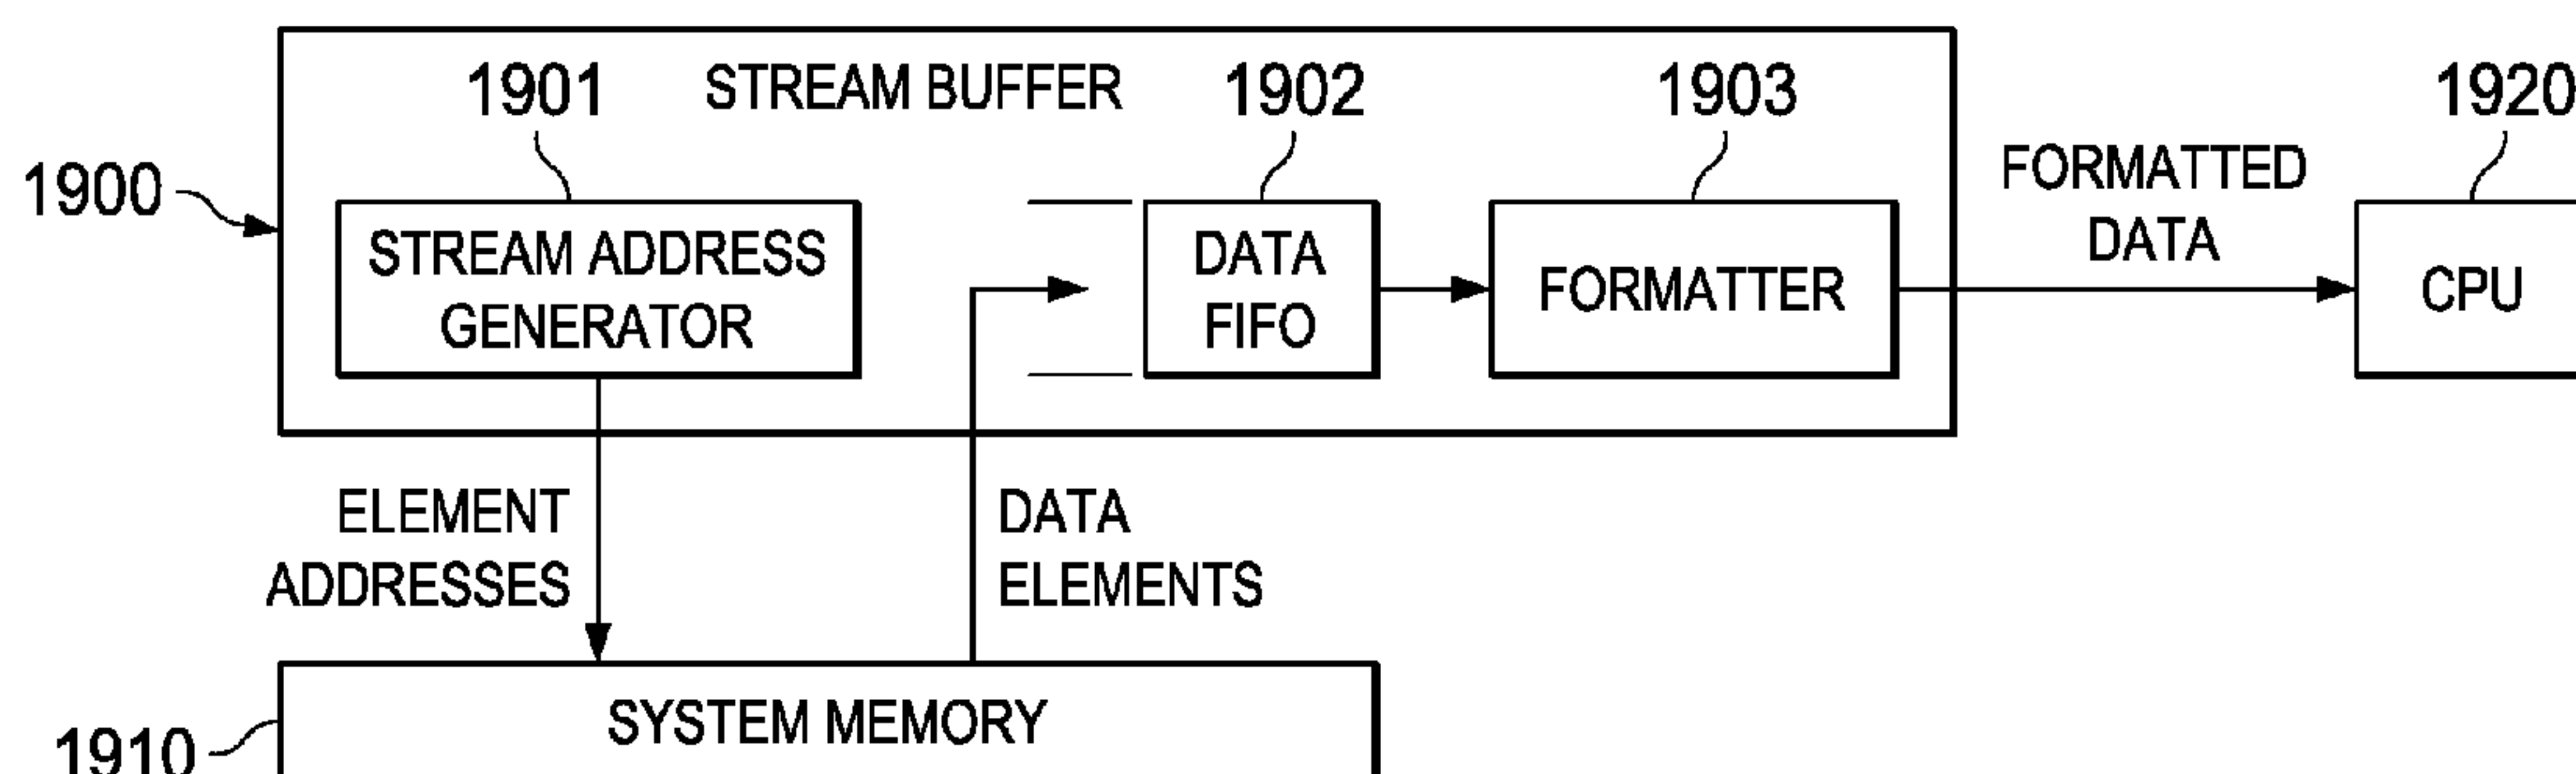 STREAM BUFFER
1900
1901
1902
1903
1920
STREAM ADDRESS
GENERATOR
DATA
FIFO
FORMATTER
FORMATTED
DATA
CPU
ELEMENT
ADDRESSES
DATA
ELEMENTS
1910
SYSTEM MEMORY